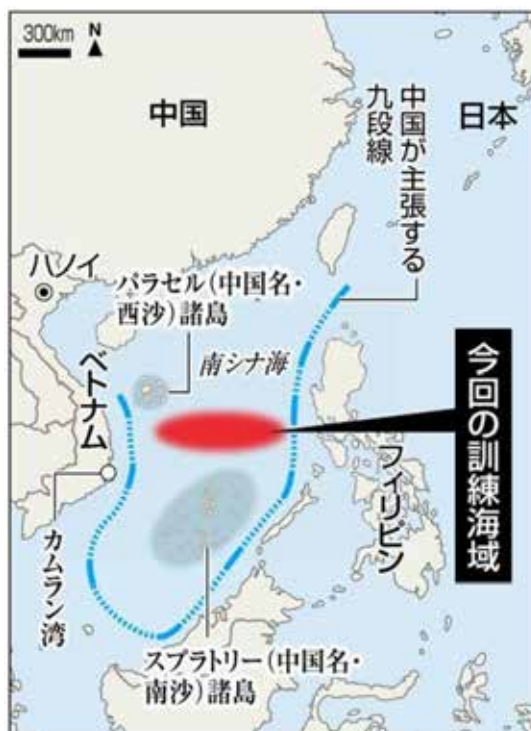 300km
N
中国
日本
中国が主張する
九段線
ハノイ
パラセル（中国名・
西沙）諸島
南シナ海
ベトナム
今回の訓練海域
フィリピン
カムラン湾
スプラトリー（中国名・
南沙）諸島